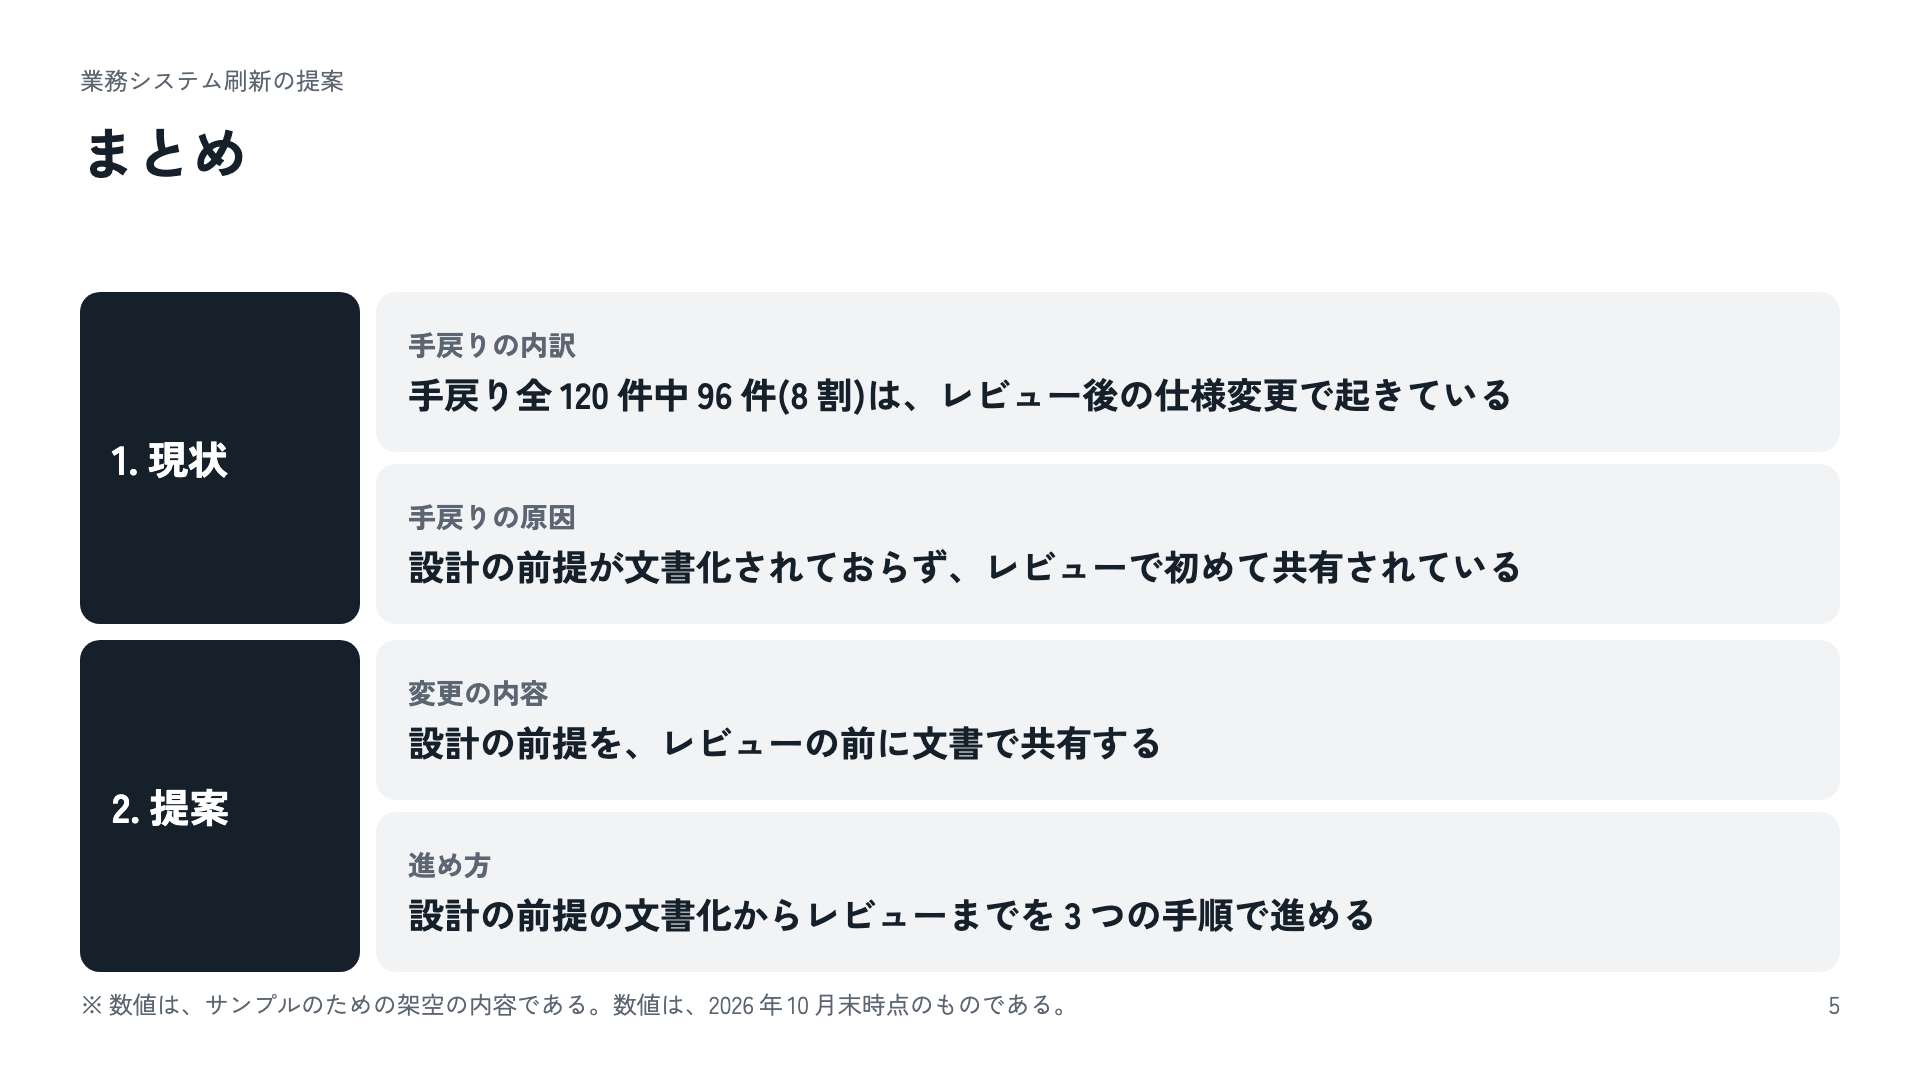 業務システム刷新の提案
まとめ
1. 現状
手戻りの内訳
手戻り全 120 件中 96 件(8 割)は、レビュー後の仕様変更で起きている
手戻りの原因
設計の前提が文書化されておらず、レビューで初めて共有されている
2. 提案
変更の内容
設計の前提を、レビューの前に文書で共有する
進め方
設計の前提の文書化からレビューまでを 3 つの手順で進める
※ 数値は、サンプルのための架空の内容である。数値は、2026 年 10 月末時点のものである。
5